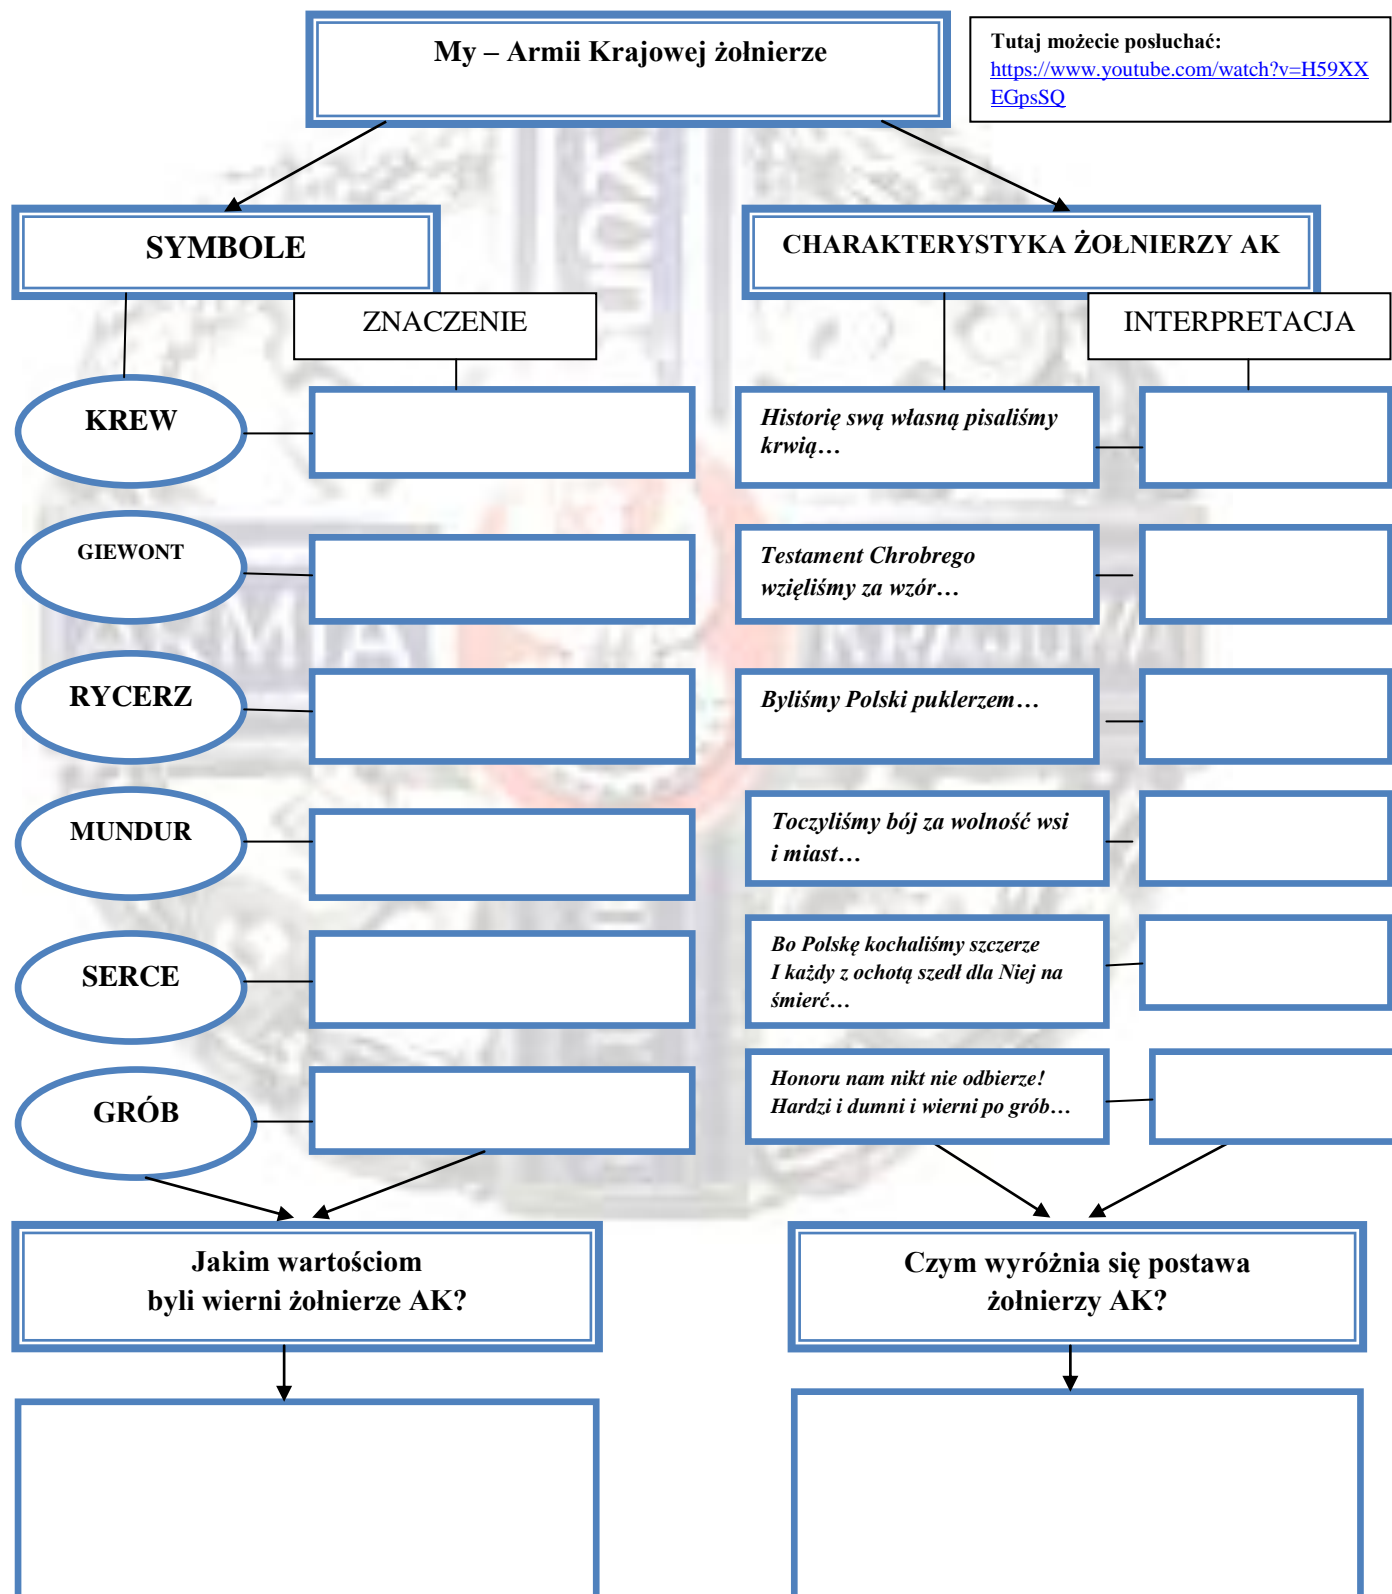 My – Armii Krajowej żołnierze
Tutaj możecie posłuchać:
https://www.youtube.com/watch?v=H59XX
EGpsSQ
SYMBOLE
CHARAKTERYSTYKA ŻOŁNIERZY AK
ZNACZENIE
INTERPRETACJA
KREW
Historię swą własną pisaliśmy
krwią…
GIEWONT
Testament Chrobrego
wzięliśmy za wzór…
ARMIA
KRAJOWA
RYCERZ
Byliśmy Polski puklerzem…
MUNDUR
Toczyliśmy bój za wolność wsi
i miast…
SERCE
Bo Polskę kochaliśmy szczerze
I każdy z ochotą szedł dla Niej na
śmierć…
GRÓB
Honoru nam nikt nie odbierze!
Hardzi i dumni i wierni po grób…
Jakim wartościom
byli wierni żołnierze AK?
Czym wyróżnia się postawa
żołnierzy AK?